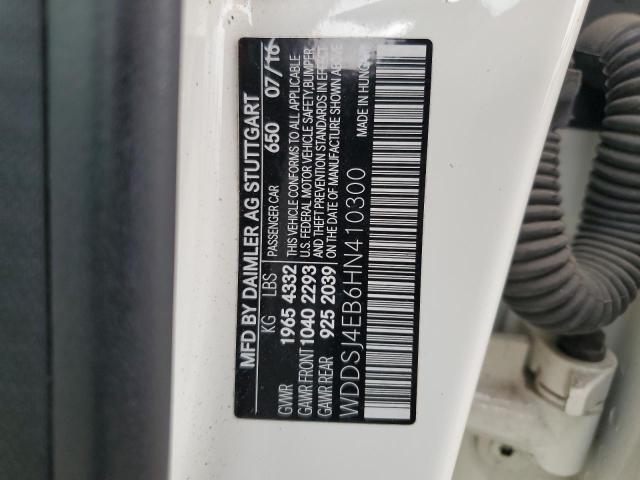 MFD BY DAIMLER AG STUTTGART
KG LBS PASSENGER CAR 650 07/16
GVWR 1965 4332 THIS VEHICLE CONFORMS TO ALL APPLICABLE
GAWR FRONT 1040 2293 U.S. FEDERAL MOTOR VEHICLE SAFETY, BUMPER
GAWR REAR 925 2039 AND THEFT PREVENTION STANDARDS IN EFFECT
ON THE DATE OF MANUFACTURE SHOWN ABOVE
WDDSJ4EB6HN410300 MADE IN